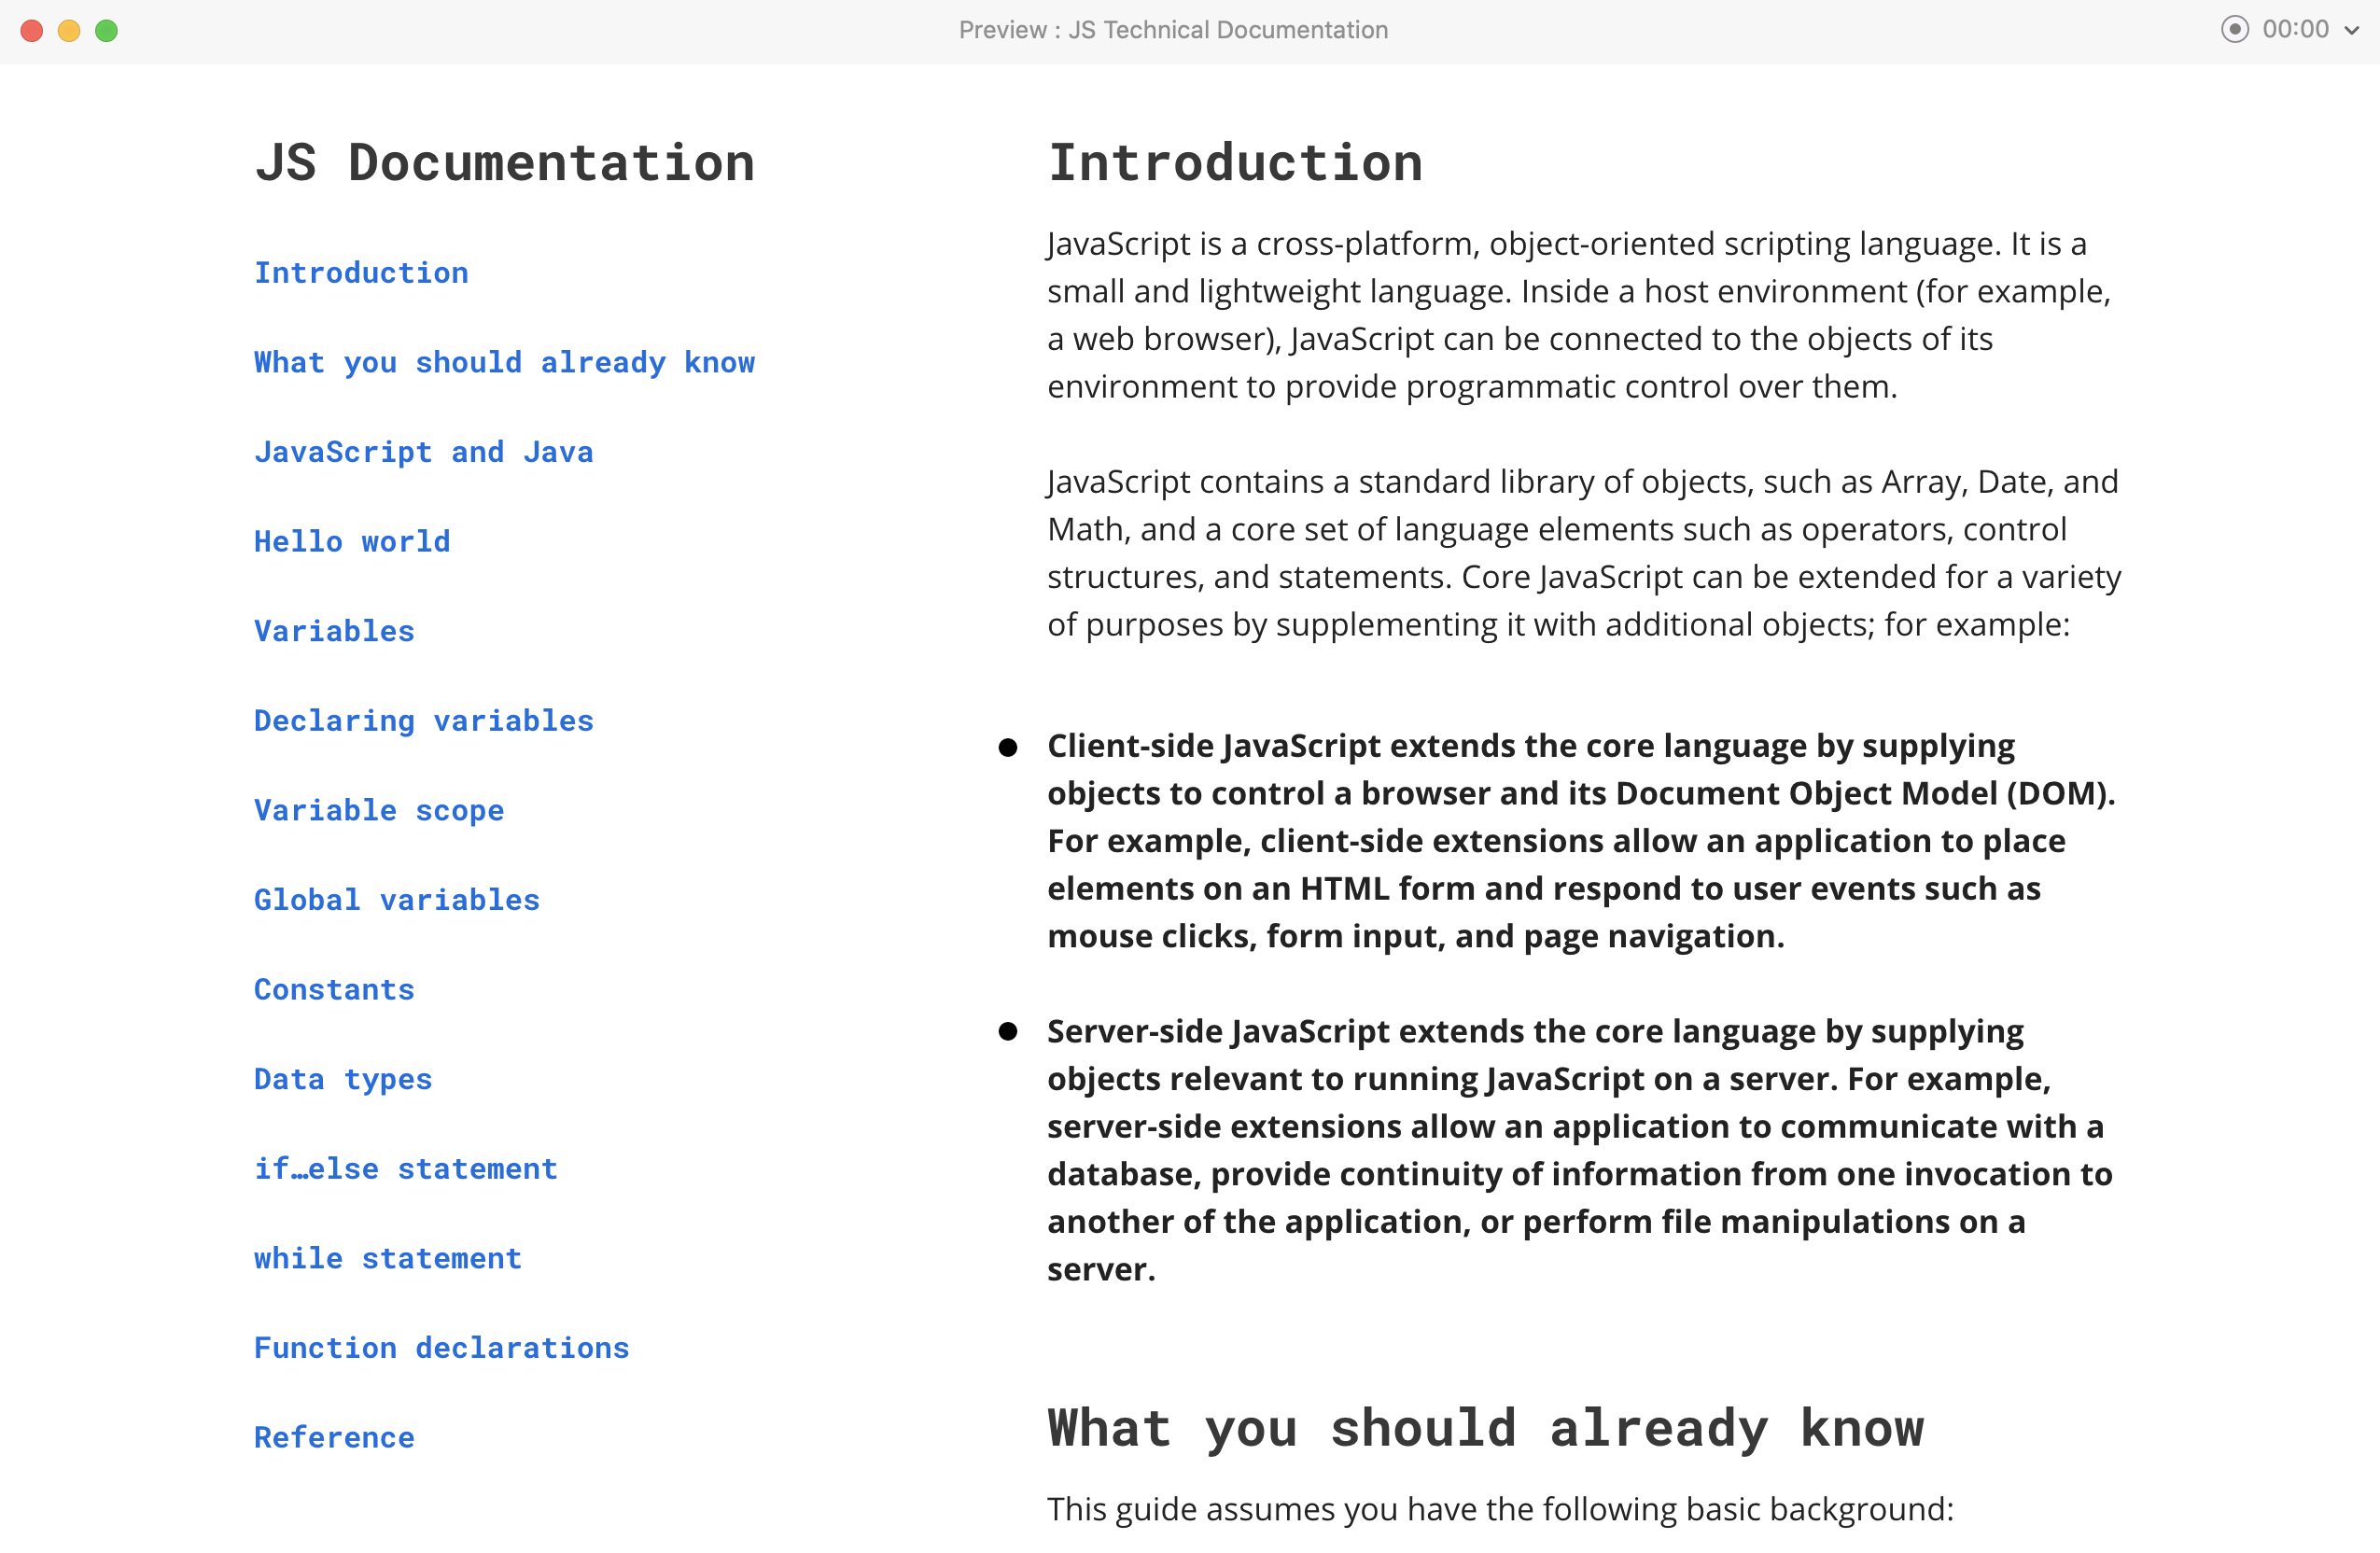 Preview : JS Technical Documentation
00:00
JS Documentation
Introduction
What you should already know
JavaScript and Java
Hello world
Variables
Declaring variables
Variable scope
Global variables
Constants
Data types
if…else statement
while statement
Function declarations
Reference
Introduction
JavaScript is a cross-platform, object-oriented scripting language. It is a
small and lightweight language. Inside a host environment (for example,
a web browser), JavaScript can be connected to the objects of its
environment to provide programmatic control over them.
JavaScript contains a standard library of objects, such as Array, Date, and
Math, and a core set of language elements such as operators, control
structures, and statements. Core JavaScript can be extended for a variety
of purposes by supplementing it with additional objects; for example:
● Client-side JavaScript extends the core language by supplying
objects to control a browser and its Document Object Model (DOM).
For example, client-side extensions allow an application to place
elements on an HTML form and respond to user events such as
mouse clicks, form input, and page navigation.
● Server-side JavaScript extends the core language by supplying
objects relevant to running JavaScript on a server. For example,
server-side extensions allow an application to communicate with a
database, provide continuity of information from one invocation to
another of the application, or perform file manipulations on a
server.
What you should already know
This guide assumes you have the following basic background: